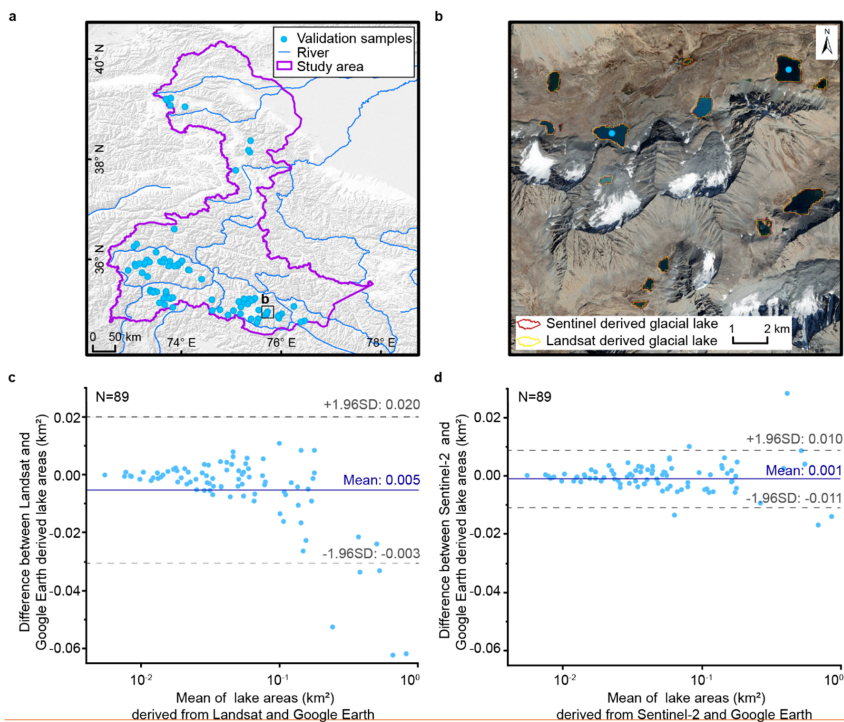 a
Validation samples
River
Study area
40° N
38° N
36° N
b
0 50 km
74° E
76° E
78° E
b
N
Sentinel derived glacial lake
Landsat derived glacial lake
1 2 km
c
N=89
+1.96SD: 0.020
Mean: 0.005
-1.96SD: -0.003
0.02
0.00
-0.02
-0.04
-0.06
10-2
10-1
100
Difference between Landsat and
Google Earth derived lake areas (km²)
Mean of lake areas (km²)
derived from Landsat and Google Earth
d
N=89
+1.96SD: 0.010
Mean: 0.001
-1.96SD: -0.011
0.02
0.00
-0.02
-0.04
-0.06
10-2
10-1
100
Difference between Sentinel-2 and
Google Earth derived lake areas (km²)
Mean of lake areas (km²)
derived from Sentinel-2 and Google Earth